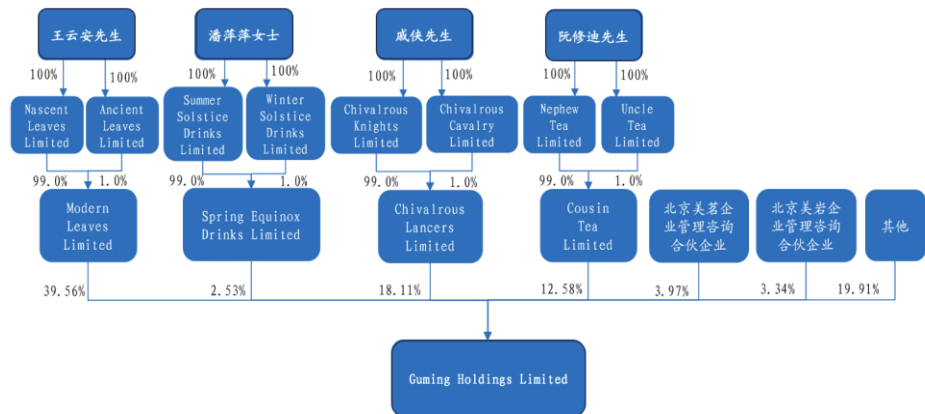 王云安先生
潘萍萍女士
戚侠先生
阮修迪先生
100%
100%
100%
100%
100%
100%
100%
100%
Nascent
Leaves
Limited
Ancient
Leaves
Limited
Summer
Solstice
Drinks
Limited
Winter
Solstice
Drinks
Limited
Chivalrous
Knights
Limited
Chivalrous
Cavalry
Limited
Nephew
Tea
Limited
Uncle
Tea
Limited
99.0%
1.0%
99.0%
1.0%
99.0%
1.0%
99.0%
1.0%
Modern
Leaves
Limited
Spring Equinox
Drinks Limited
Chivalrous
Lancers
Limited
Cousin
Tea
Limited
北京美茗企
业管理咨询
合伙企业
北京美岩企
业管理咨询
合伙企业
其他
39.56%
2.53%
18.11%
12.58%
3.97%
3.34%
19.91%
Guming Holdings Limited